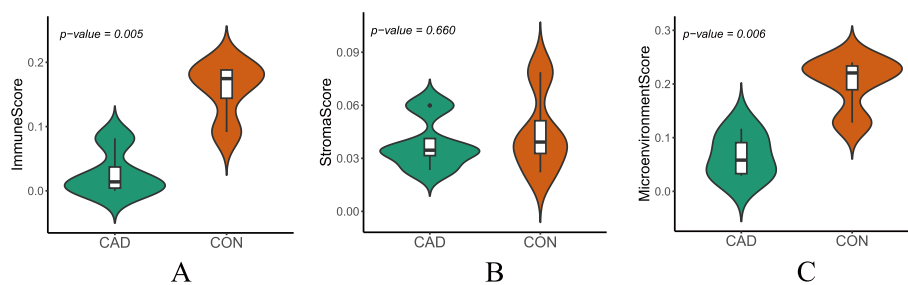 p−value = 0.005
ImmuneScore
0.2
0.1
0.0
CAD CON
A
p−value = 0.660
StromaScore
0.09
0.06
0.03
0.00
CAD CON
B
p−value = 0.006
MicroenvironmentScore
0.3
0.2
0.1
0.0
CAD CON
C